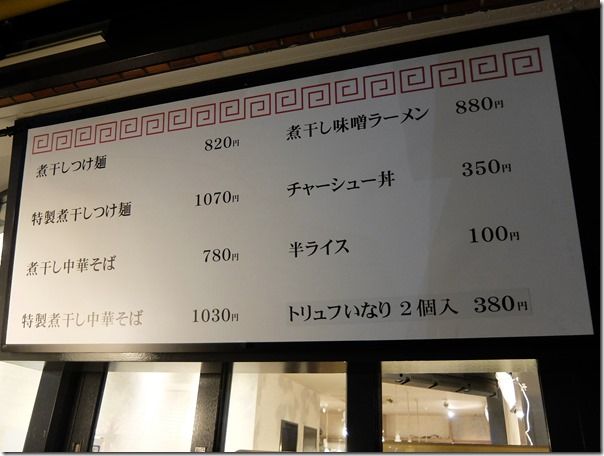 煮干しつけ麺 820円
特製煮干しつけ麺 1070円
煮干し中華そば 780円
特製煮干し中華そば 1030円
煮干し味噌ラーメン 880円
チャーシュー丼 350円
半ライス 100円
トリュフいなり 2個入 380円